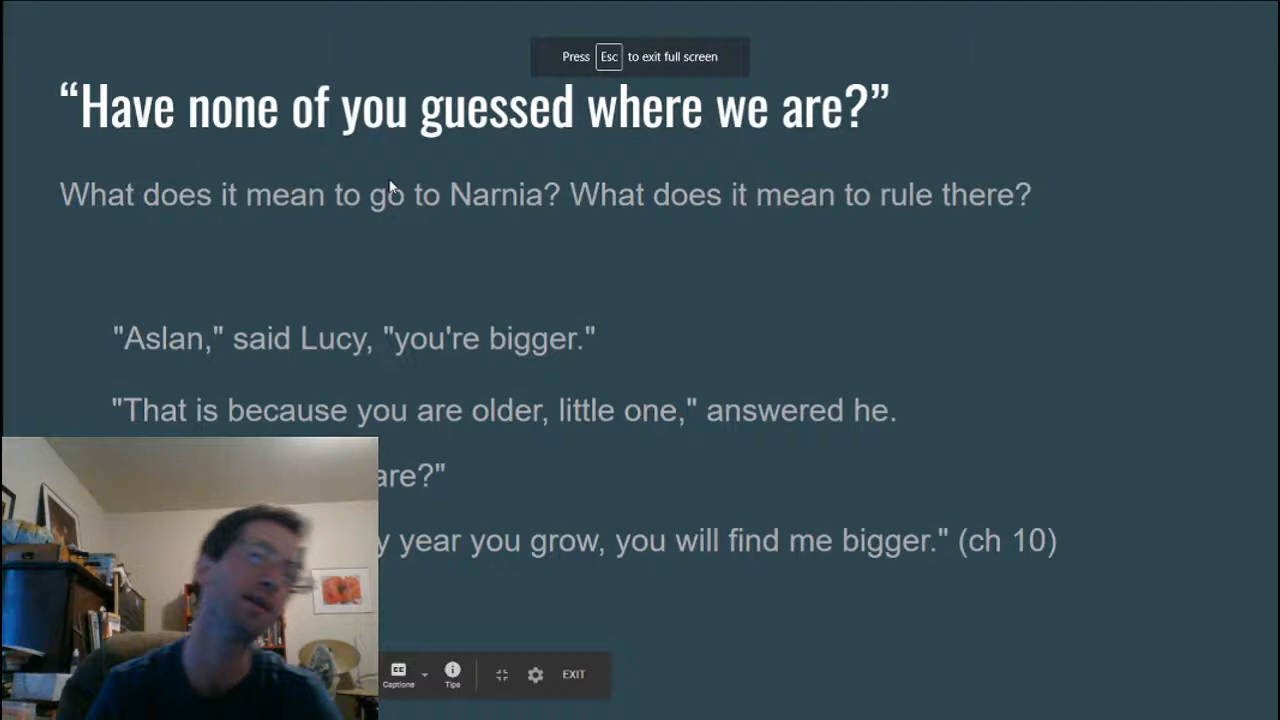 Press Esc to exit full screen
“Have none of you guessed where we are?”
What does it mean to go to Narnia? What does it mean to rule there?
"Aslan," said Lucy, "you're bigger."
"That is because you are older, little one," answered he.
are?"
y year you grow, you will find me bigger." (ch 10)
Captions
Tips
EXIT